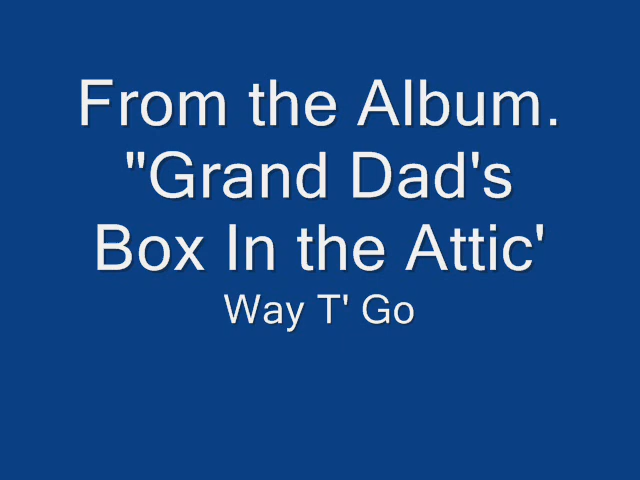 From the Album.
"Grand Dad's
Box In the Attic'
Way T' Go